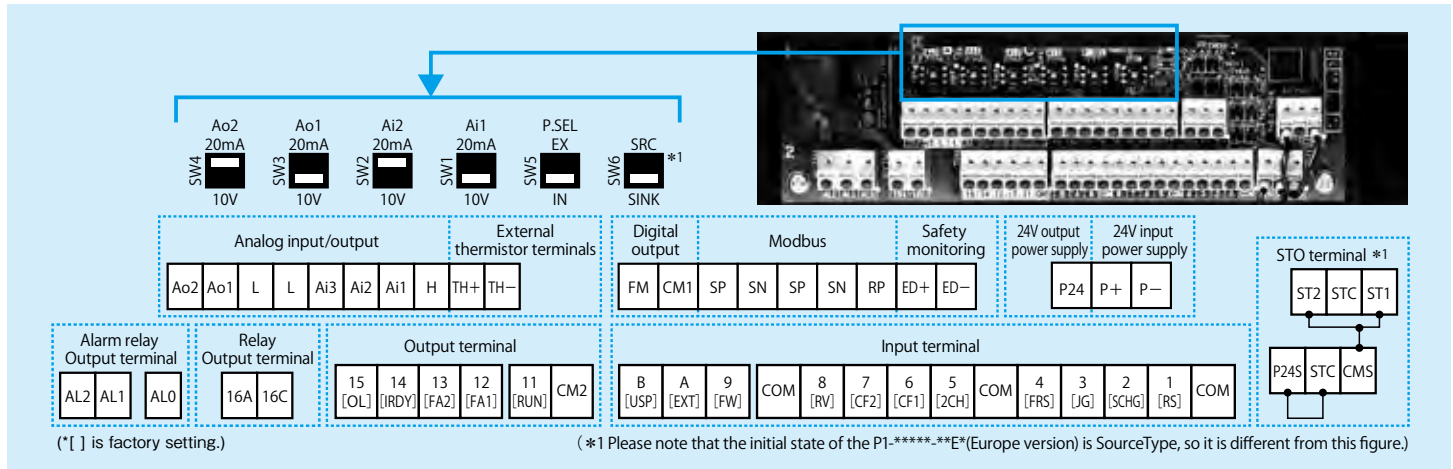 Ao2 Ao1 Ai2 Ai1 P.SEL
20mA 20mA 20mA 20mA EX SRC *1
SW4 SW3 SW2 SW1 SW5 SW6
10V 10V 10V 10V IN SINK
Analog input/output
External
thermistor terminals
Ao2 Ao1 L L Ai3 Ai2 Ai1 H TH+ TH−
Digital
output
Modbus
Safety
monitoring
FM CM1 SP SN SP SN RP ED+ ED−
24V output
power supply
24V input
power supply
P24 P+ P−
STO terminal *1
ST2 STC ST1
P24S STC CMS
Alarm relay
Output terminal
AL2 AL1 AL0
Relay
Output terminal
16A 16C
Output terminal
15 14 13 12 11 CM2
[OL] [IRDY] [FA2] [FA1] [RUN]
Input terminal
B A 9 COM 8 7 6 5 COM 4 3 2 1 COM
[USP] [EXT] [FW] [RV] [CF2] [CF1] [2CH] [FRS] [JG] [SCHG] [RS]
(*[ ] is factory setting.)
(*1 Please note that the initial state of the P1-*****-**E*(Europe version) is SourceType, so it is different from this figure.)